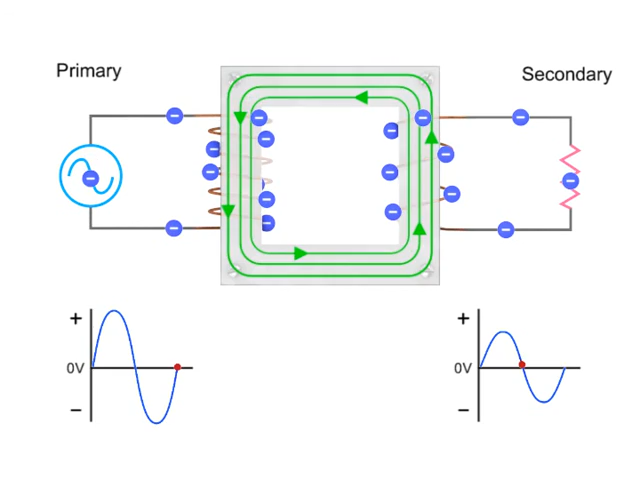 Primary
Secondary
+
0V
−
+
0V
−